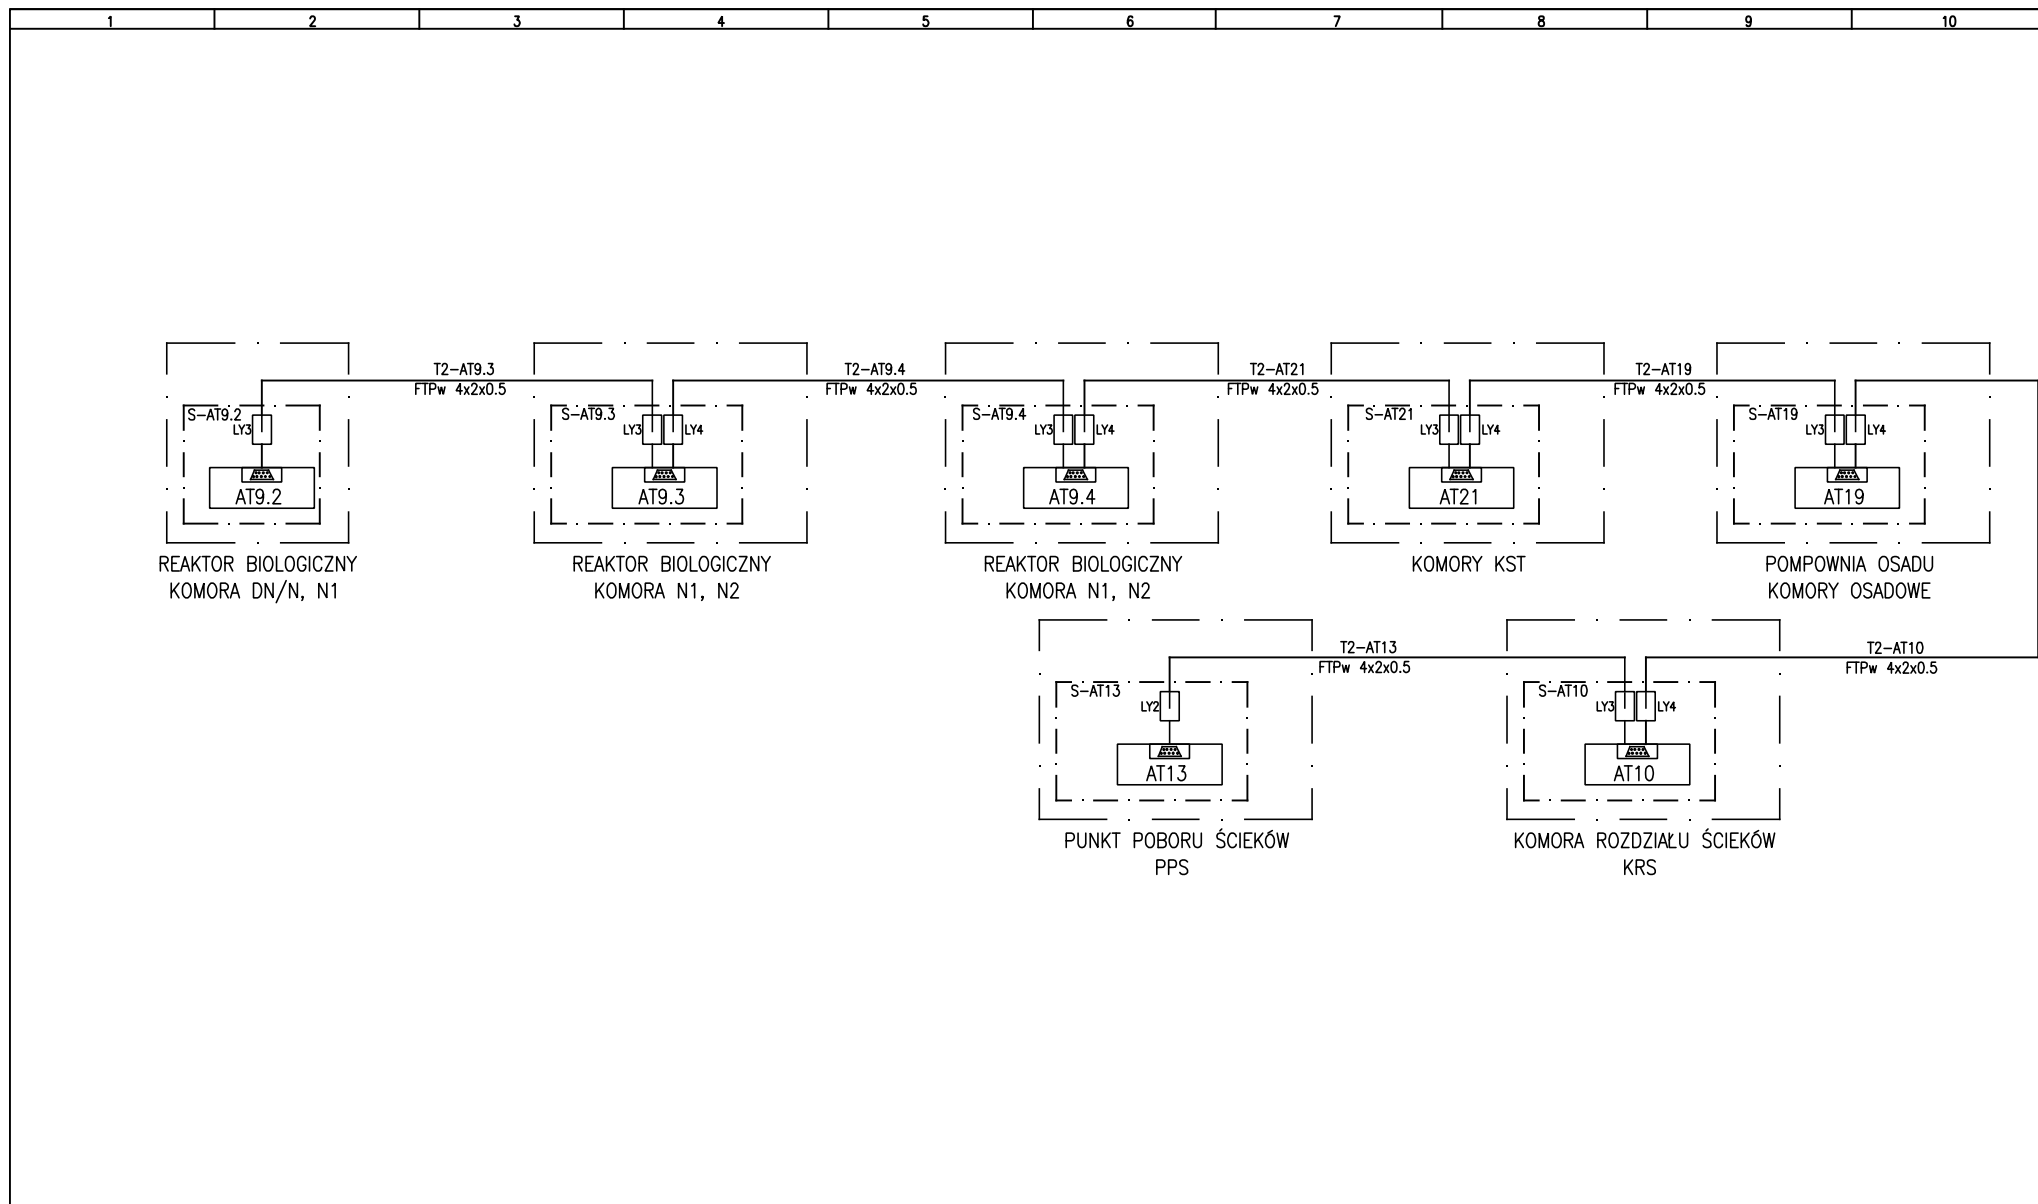 1 2 3 4 5 6 7 8 9 10
T2-AT9.3 T2-AT9.4 T2-AT21 T2-AT19
FTPw 4x2x0.5 FTPw 4x2x0.5 FTPw 4x2x0.5 FTPw 4x2x0.5
S-AT9.2 S-AT9.3 S-AT9.4 S-AT21 S-AT19
LY3 LY3 LY4 LY3 LY4 LY3 LY4 LY3 LY4
AT9.2 AT9.3 AT9.4 AT21 AT19
REAKTOR BIOLOGICZNY REAKTOR BIOLOGICZNY REAKTOR BIOLOGICZNY KOMORY KST POMPOWNIA OSADU
KOMORA DN/N, N1 KOMORA N1, N2 KOMORA N1, N2 KOMORY OSADOWE
T2-AT13 T2-AT10
FTPw 4x2x0.5 FTPw 4x2x0.5
S-AT13 S-AT10
LY2 LY3 LY4
AT13 AT10
PUNKT POBORU ŚCIEKÓW KOMORA ROZDZIAŁU ŚCIEKÓW
PPS KRS